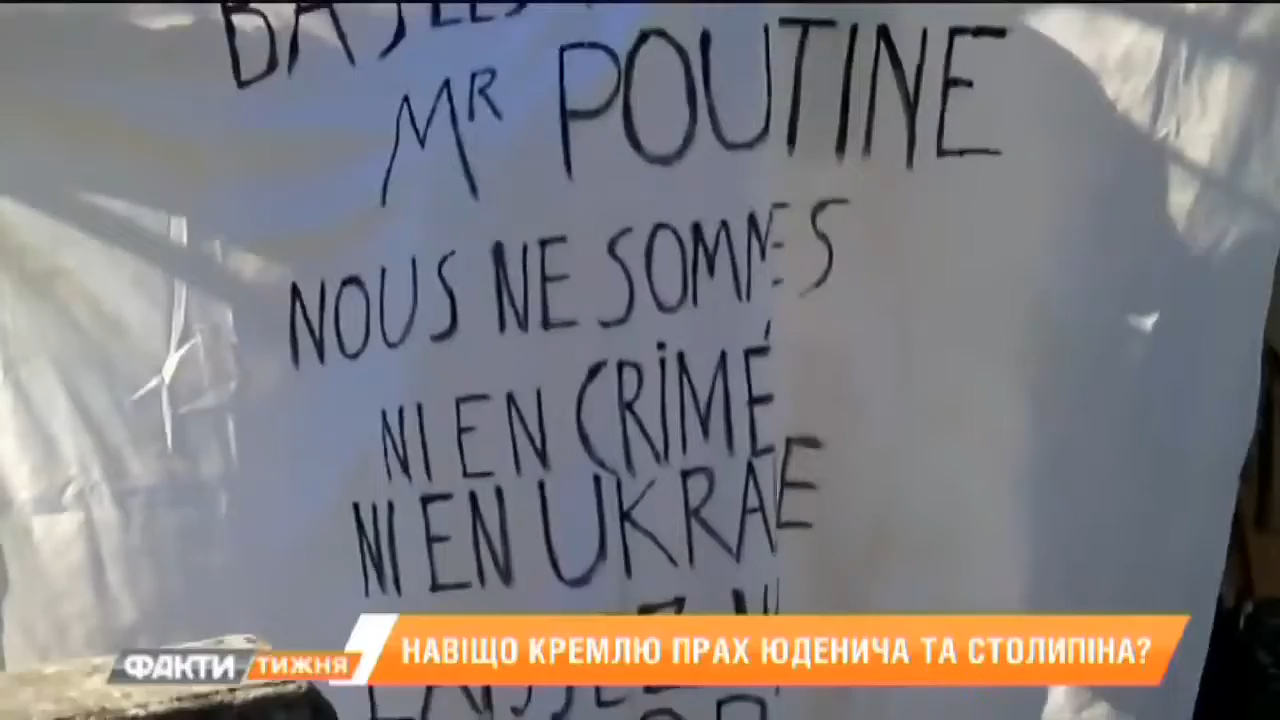 MR POUTINE
NOUS NE SOMMES
NI EN CRIMÉ
NI EN UKRAE
ФАКТИ ТИЖНЯ
НАВІЩО КРЕМЛЮ ПРАХ ЮДЕНИЧА ТА СТОЛИПІНА?